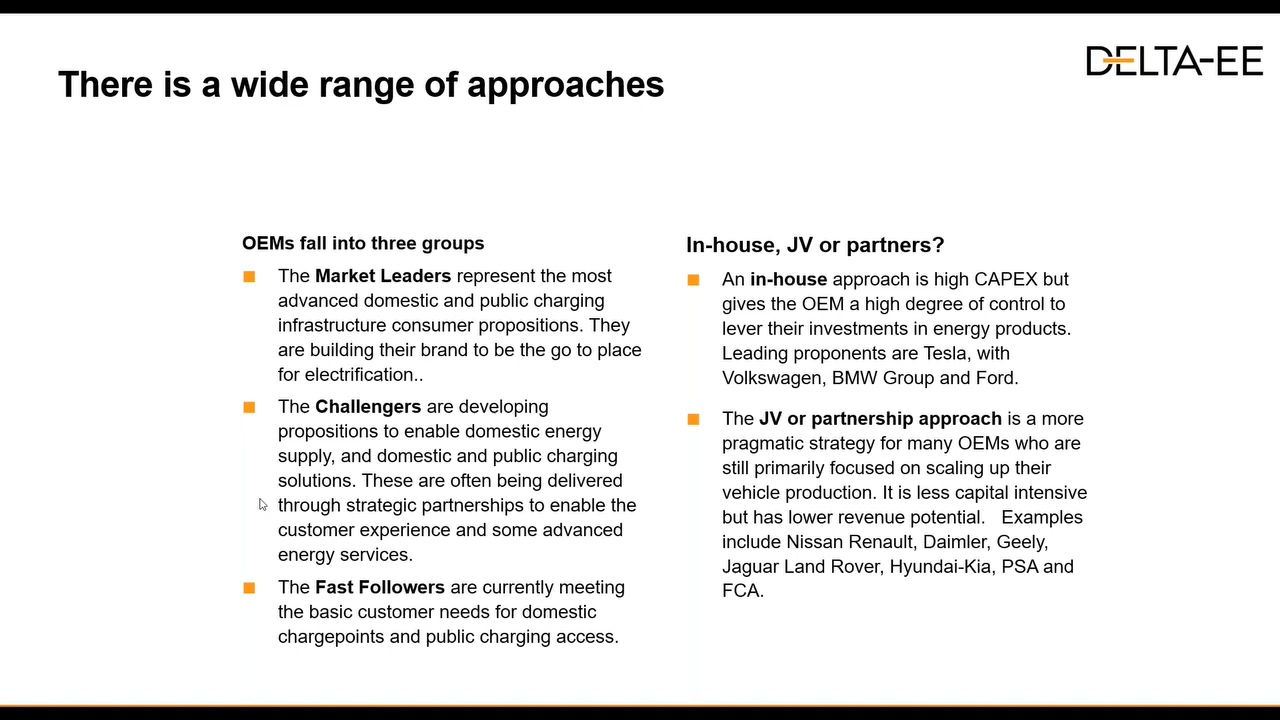 There is a wide range of approaches
DELTA-EE
OEMs fall into three groups
The Market Leaders represent the most
advanced domestic and public charging
infrastructure consumer propositions. They
are building their brand to be the go to place
for electrification..
The Challengers are developing
propositions to enable domestic energy
supply, and domestic and public charging
solutions. These are often being delivered
through strategic partnerships to enable the
customer experience and some advanced
energy services.
The Fast Followers are currently meeting
the basic customer needs for domestic
chargepoints and public charging access.
In-house, JV or partners?
An in-house approach is high CAPEX but
gives the OEM a high degree of control to
lever their investments in energy products.
Leading proponents are Tesla, with
Volkswagen, BMW Group and Ford.
The JV or partnership approach is a more
pragmatic strategy for many OEMs who are
still primarily focused on scaling up their
vehicle production. It is less capital intensive
but has lower revenue potential.   Examples
include Nissan Renault, Daimler, Geely,
Jaguar Land Rover, Hyundai-Kia, PSA and
FCA.